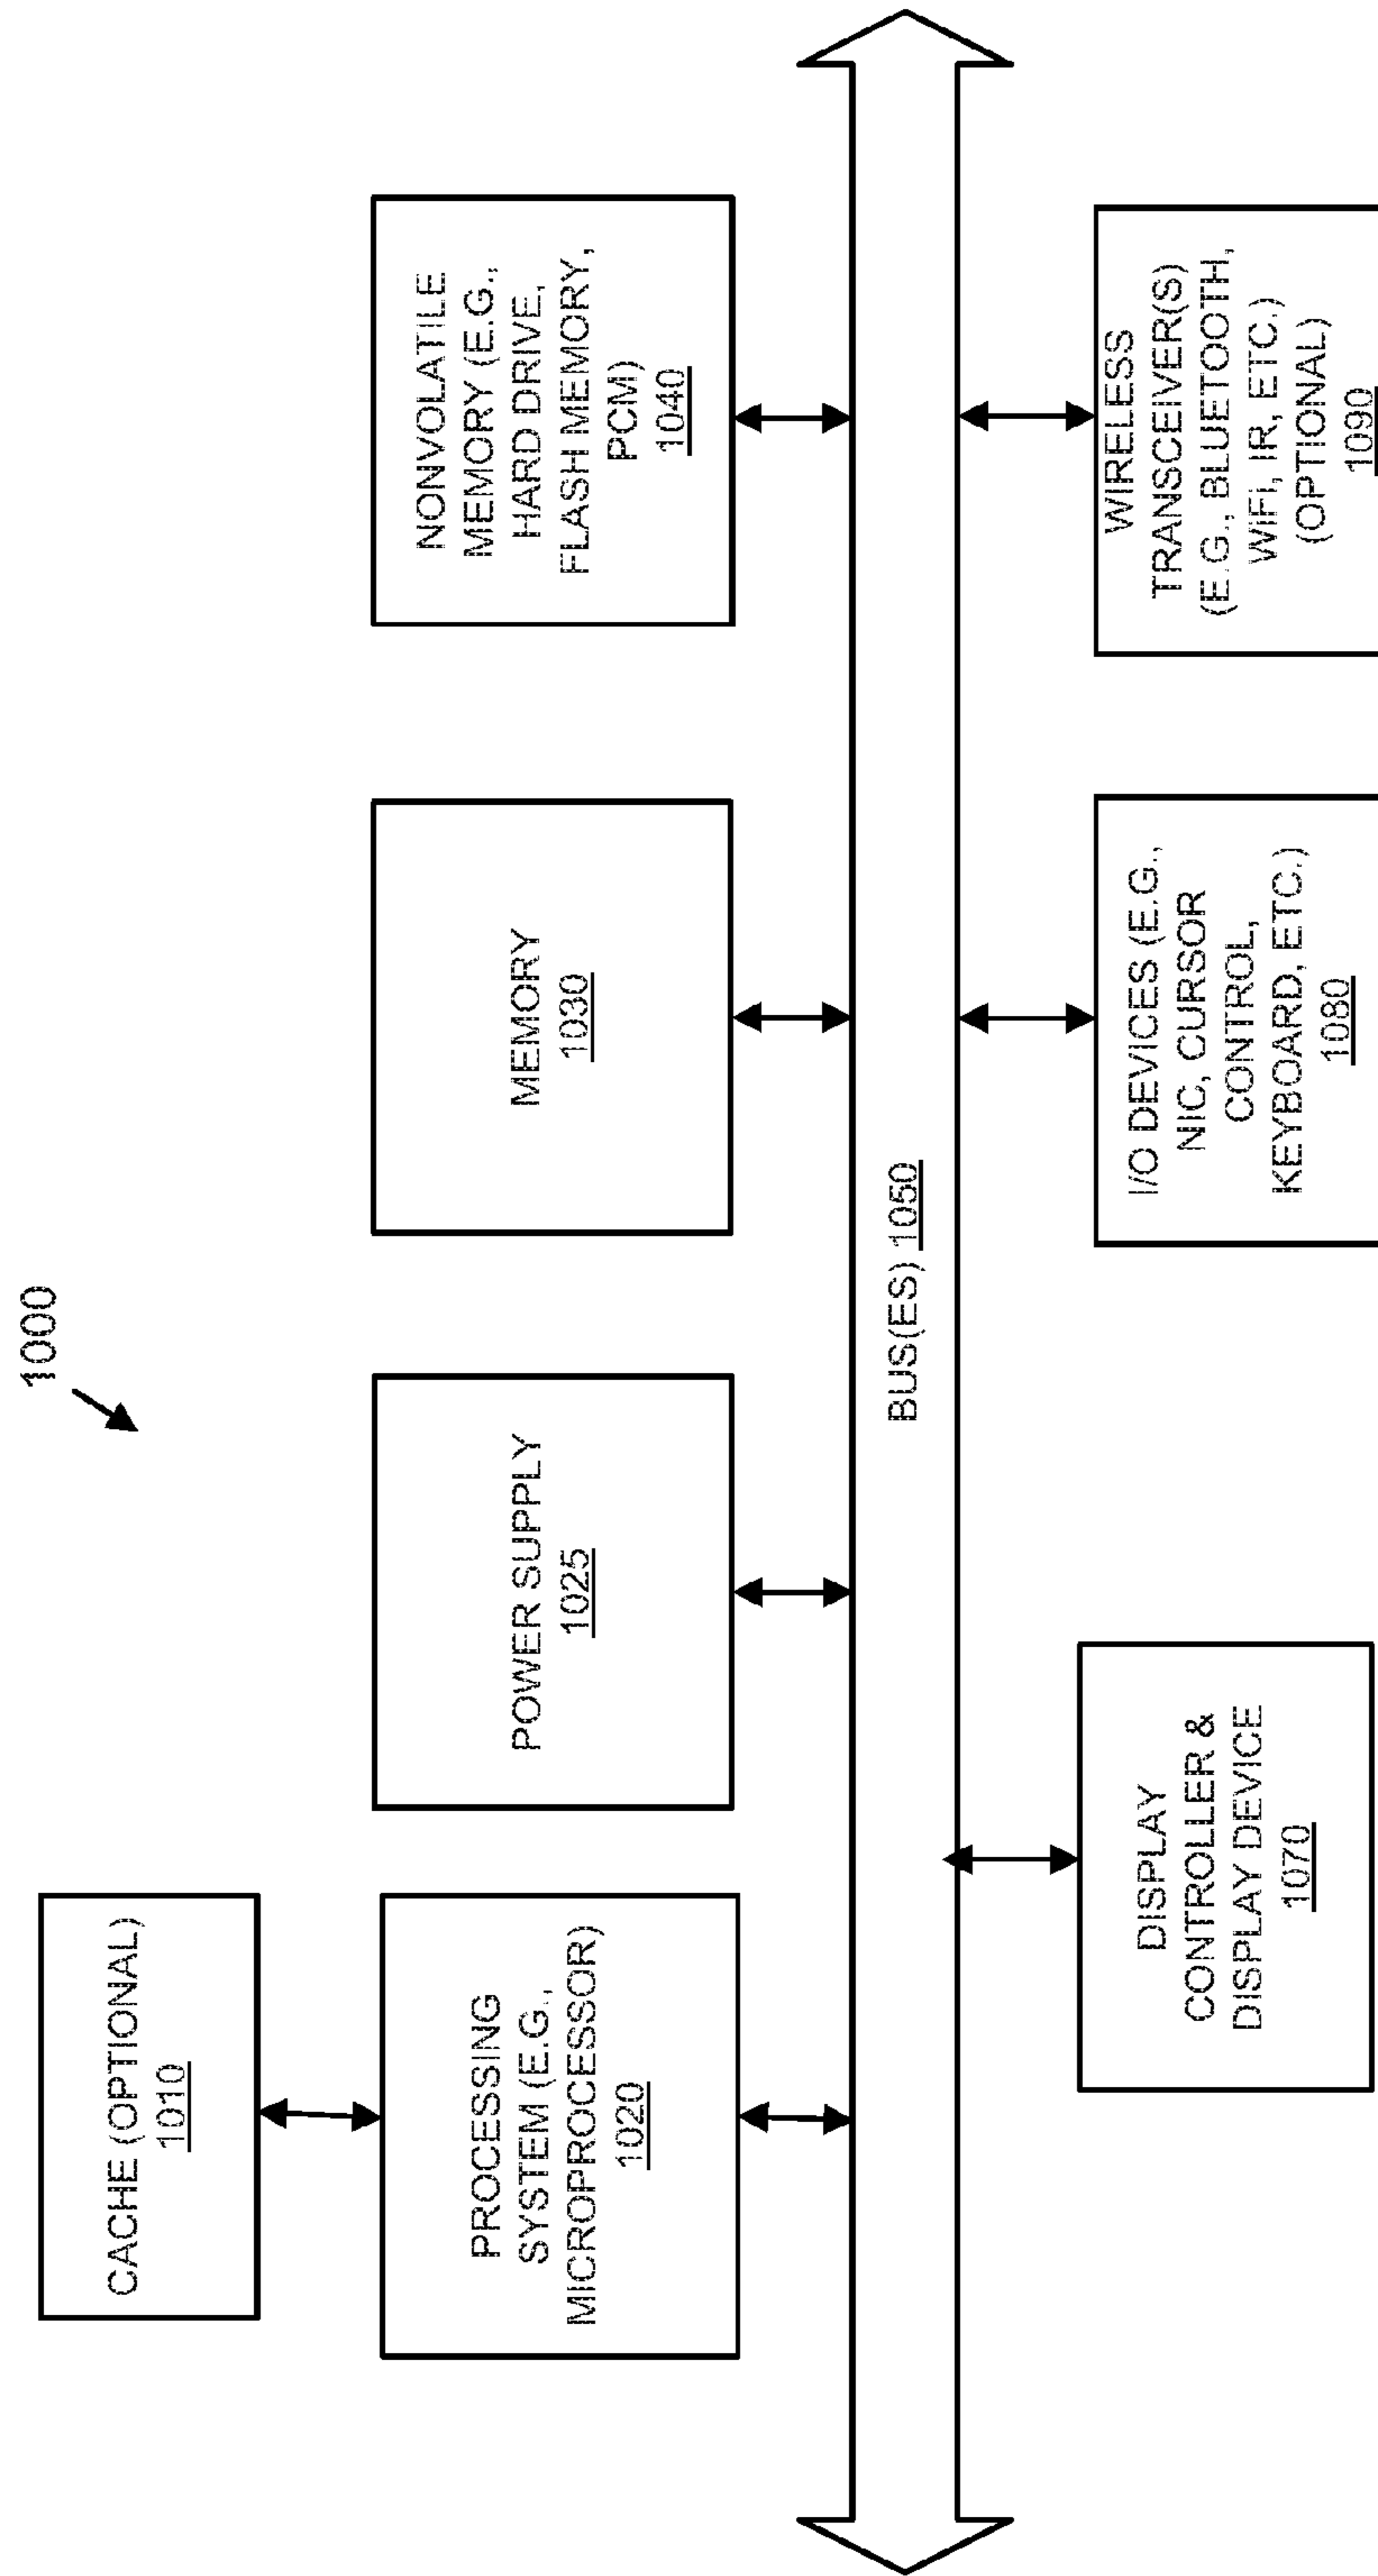 1000
CACHE (OPTIONAL)
1010
PROCESSING
SYSTEM (E.G.,
MICROPROCESSOR)
1020
POWER SUPPLY
1025
MEMORY
1030
NONVOLATILE
MEMORY (E.G.,
HARD DRIVE,
FLASH MEMORY,
PCM)
1040
BUS(ES) 1050
DISPLAY
CONTROLLER &
DISPLAY DEVICE
1070
I/O DEVICES (E.G.,
NIC, CURSOR
CONTROL,
KEYBOARD, ETC.)
1080
WIRELESS
TRANSCEIVER(S)
(E.G., BLUETOOTH,
WiFi, IR, ETC.)
(OPTIONAL)
1090